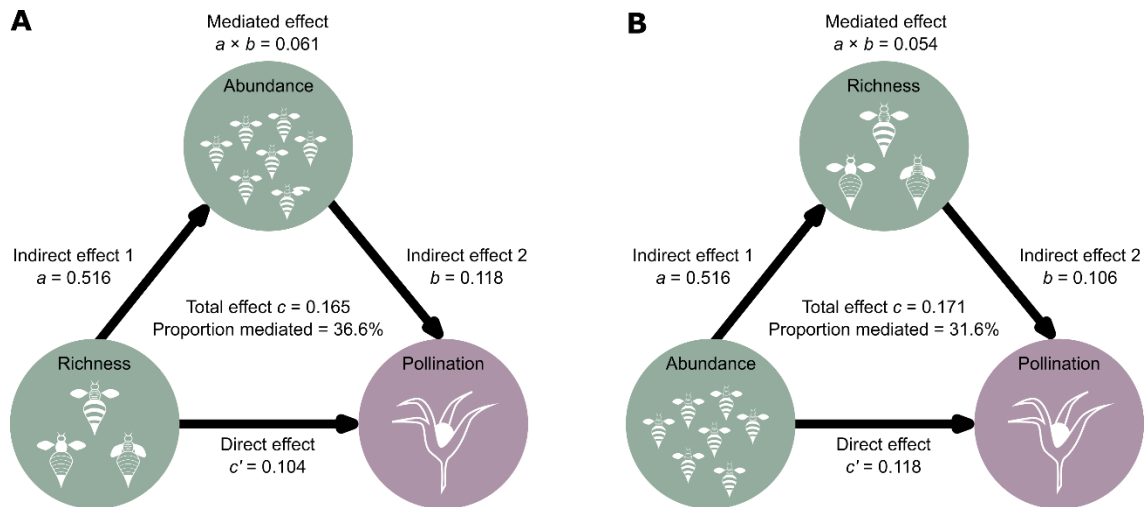 A
Mediated effect
a × b = 0.061
Abundance
Indirect effect 1
a = 0.516
Indirect effect 2
b = 0.118
Total effect c = 0.165
Proportion mediated = 36.6%
Richness
Pollination
Direct effect
c' = 0.104
B
Mediated effect
a × b = 0.054
Richness
Indirect effect 1
a = 0.516
Indirect effect 2
b = 0.106
Total effect c = 0.171
Proportion mediated = 31.6%
Abundance
Pollination
Direct effect
c' = 0.118